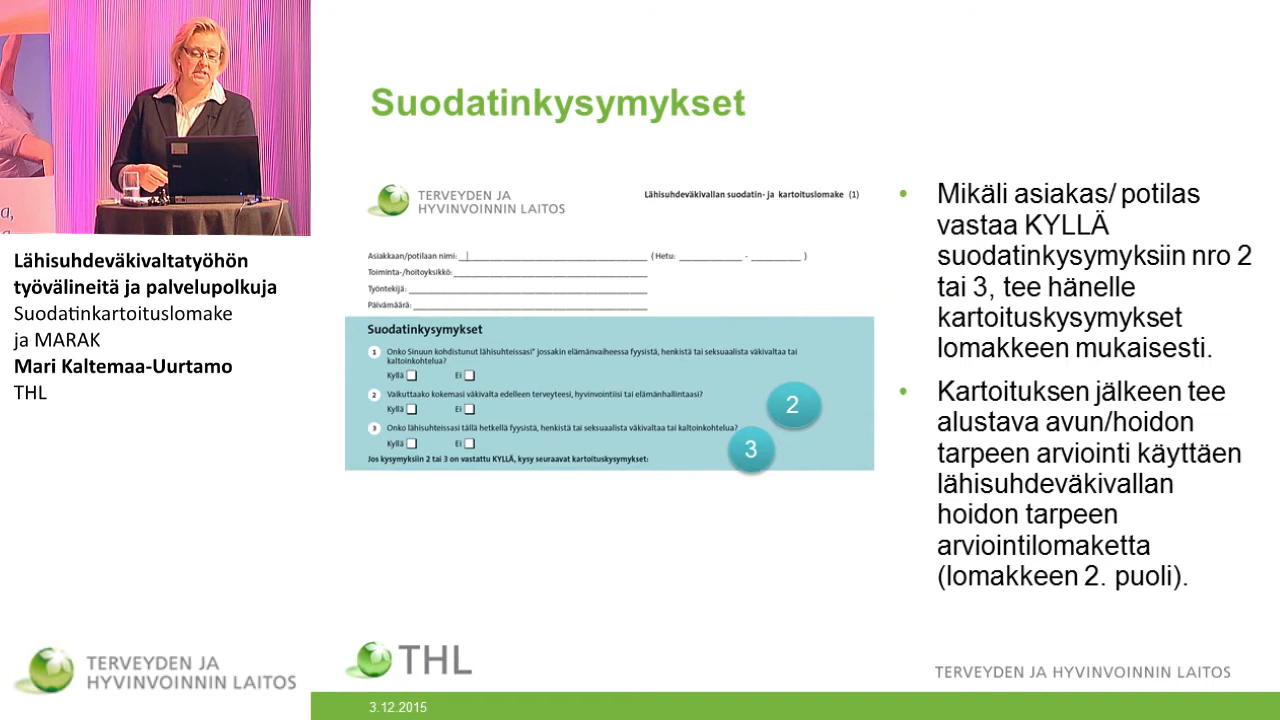 Lähisuhdeväkivaltatyöhön
työvälineitä ja palvelupolkuja
Suodatinkartoituslomake
ja MARAK
Mari Kaltemaa-Uurtamo
THL
TERVEYDEN JA
HYVINVOINNIN LAITOS
Suodatinkysymykset
TERVEYDEN JA
HYVINVOINNIN LAITOS
Lähisuhdeväkivallan suodatin- ja kartoituslomake (1)
Asiakkaan/potilaan nimi: ( Hetu: - )
Toiminta-/hoitoyksikkö:
Työntekijä:
Päivämäärä:
Suodatinkysymykset
1 Onko Sinuun kohdistunut lähisuhteissasi* jossakin elämänvaiheessa fyysistä, henkistä tai seksuaalista väkivaltaa tai
kaltoinkohtelua?
Kyllä Ei
2 Vaikuttaako kokemasi väkivalta edelleen terveyteesi, hyvinvointiisi tai elämänhallintaasi?
Kyllä Ei
2
3 Onko lähisuhteissasi tällä hetkellä fyysistä, henkistä tai seksuaalista väkivaltaa tai kaltoinkohtelua?
Kyllä Ei
3
Jos kysymyksiin 2 tai 3 on vastattu KYLLÄ, kysy seuraavat kartoituskysymykset:
• Mikäli asiakas/ potilas
vastaa KYLLÄ
suodatinkysymyksiin nro 2
tai 3, tee hänelle
kartoituskysymykset
lomakkeen mukaisesti.
• Kartoituksen jälkeen tee
alustava avun/hoidon
tarpeen arviointi käyttäen
lähisuhdeväkivallan
hoidon tarpeen
arviointilomaketta
(lomakkeen 2. puoli).
THL
TERVEYDEN JA HYVINVOINNIN LAITOS
3.12.2015